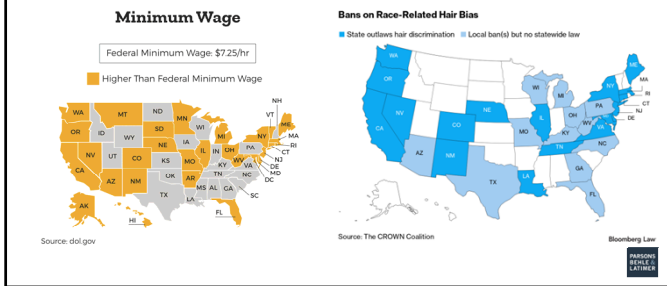 Minimum Wage
Federal Minimum Wage: $7.25/hr
Higher Than Federal Minimum Wage
WA
OR
CA
NV
ID
MT
WY
UT
AZ
CO
NM
ND
SD
NE
KS
OK
TX
MN
IA
MO
AR
LA
WI
IL
MI
IN
OH
KY
TN
MS
AL
GA
FL
SC
NC
VA
WV
PA
NY
VT
NH
ME
MA
RI
CT
NJ
DE
MD
DC
AK
HI
Source: dol.gov
Bans on Race-Related Hair Bias
State outlaws hair discrimination
Local ban(s) but no statewide law
WA
OR
CA
NV
AZ
CO
NM
NE
TX
MO
LA
WI
IL
MI
OH
KY
TN
WV
VA
NC
GA
FL
PA
NY
ME
MA
RI
CT
NJ
DE
Source: The CROWN Coalition
Bloomberg Law
PARSONS
BEHLE &
LATIMER